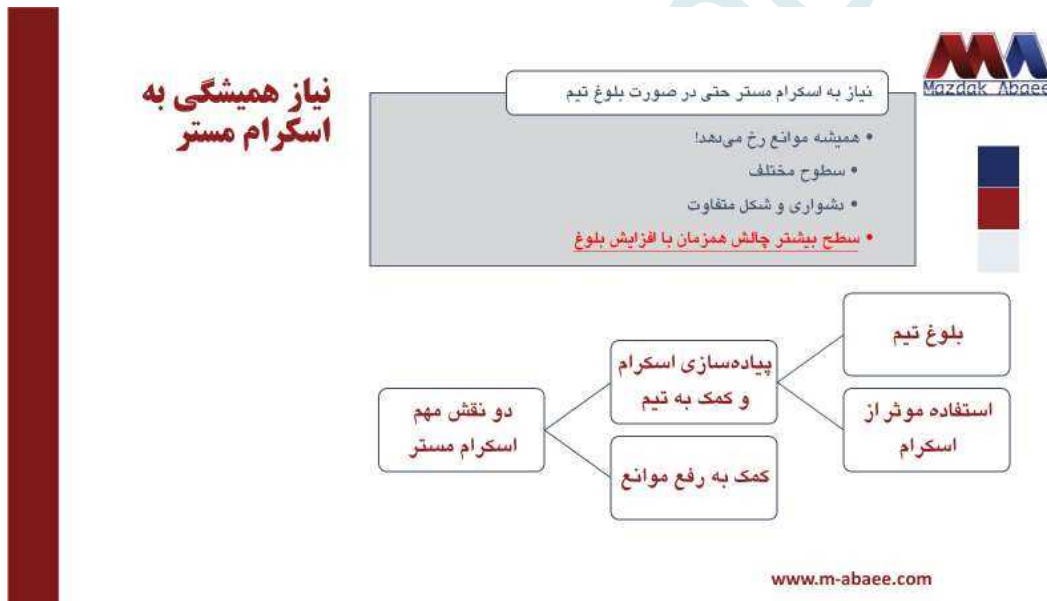 Mazdak Abaee
نیاز همیشگی به
اسکرام مستر
نیاز به اسکرام مستر حتی در صورت بلوغ تیم
• همیشه موانع رخ می‌دهد!
• سطوح مختلف
• دشواری و شکل متفاوت
• سطح بیشتر چالش همزمان با افزایش بلوغ
بلوغ تیم
استفاده موثر از
اسکرام
پیاده‌سازی اسکرام
و کمک به تیم
کمک به رفع موانع
دو نقش مهم
اسکرام مستر
www.m-abaee.com